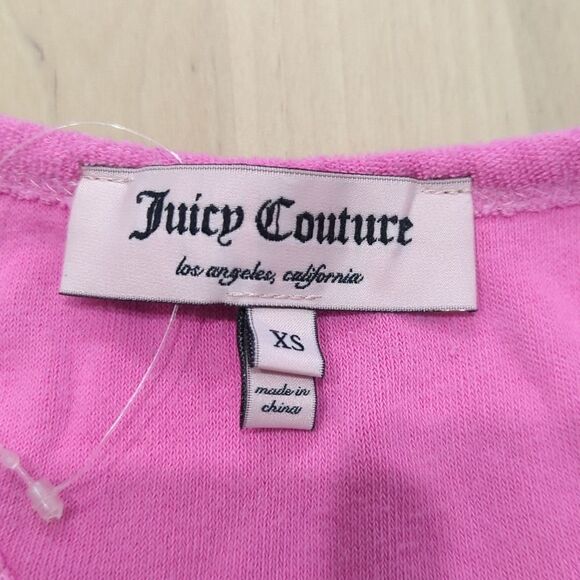 Juicy Couture
los angeles, california
XS
made in
china